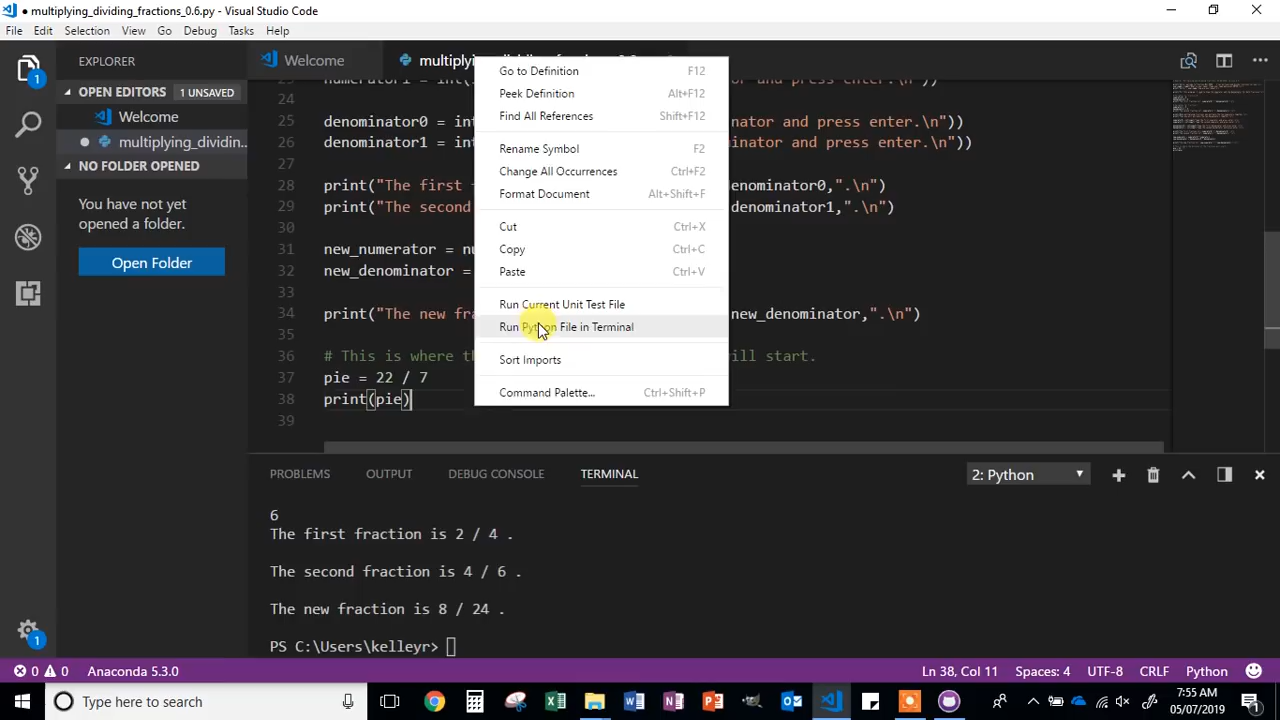 ● multiplying_dividing_fractions_0.6.py - Visual Studio Code
File Edit Selection View Go Debug Tasks Help
EXPLORER
OPEN EDITORS 1 UNSAVED
Welcome
multiplying_dividin...
NO FOLDER OPENED
You have not yet
opened a folder.
Open Folder
1
1
Welcome
multiplyi
24
25 denominator0 = int
or and press enter.\n"))
26 denominator1 = int
or and press enter.\n"))
27
28 print("The first
denominator0,".\n")
29 print("The second
denominator1,".\n")
30
31 new_numerator = nu
32 new_denominator =
33
34 print("The new fra
new_denominator,".\n")
35
36 # This is where th
will start.
37 pie = 22 / 7
38 print(pie)
39
Go to Definition F12
Peek Definition Alt+F12
Find All References Shift+F12
Rename Symbol F2
Change All Occurrences Ctrl+F2
Format Document Alt+Shift+F
Cut Ctrl+X
Copy Ctrl+C
Paste Ctrl+V
Run Current Unit Test File
Run Python File in Terminal
Sort Imports
Command Palette... Ctrl+Shift+P
PROBLEMS OUTPUT DEBUG CONSOLE TERMINAL 2: Python
6
The first fraction is 2 / 4 .
The second fraction is 4 / 6 .
The new fraction is 8 / 24 .
PS C:\Users\kelleyr>
0 0 Anaconda 5.3.0 Ln 38, Col 11 Spaces: 4 UTF-8 CRLF Python
Type here to search
7:55 AM
05/07/2019
1